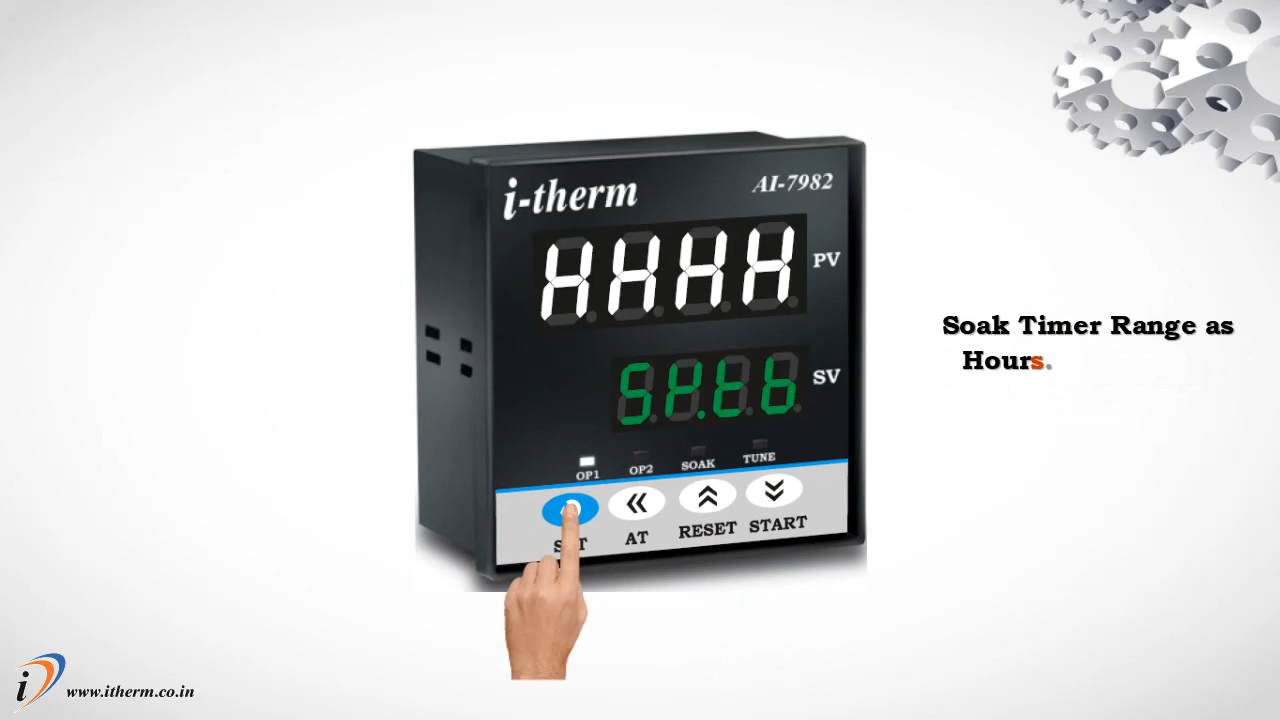 i-therm
AI-7982
HHHH
PV
Soak Timer Range as
Hours.
SV
OP1
OP2
SOAK
TUNE
AT
RESET
START
i
www.itherm.co.in